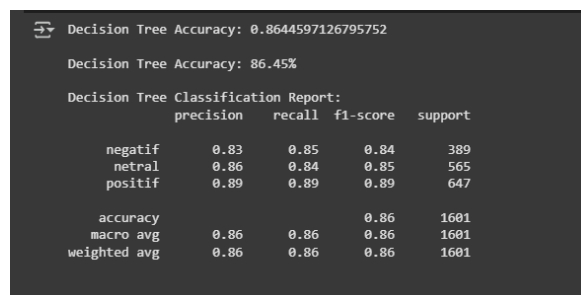 Decision Tree Accuracy: 0.8644597126795752
Decision Tree Accuracy: 86.45%
Decision Tree Classification Report:
precision recall f1-score support
negatif 0.83 0.85 0.84 389
netral 0.86 0.84 0.85 565
positif 0.89 0.89 0.89 647
accuracy 0.86 1601
macro avg 0.86 0.86 0.86 1601
weighted avg 0.86 0.86 0.86 1601